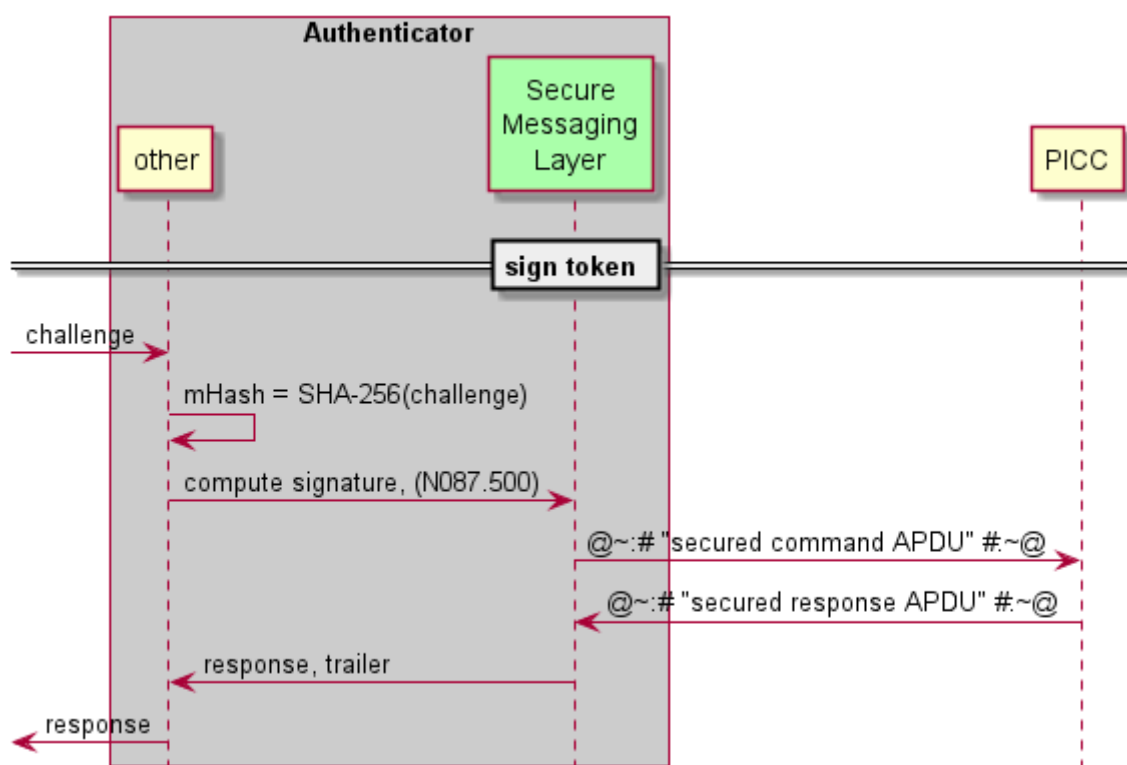 Authenticator
other
Secure
Messaging
Layer
PICC
sign token
challenge
mHash = SHA-256(challenge)
compute signature, (N087.500)
@~:# "secured command APDU" #:~@
@~:# "secured response APDU" #:~@
response, trailer
response